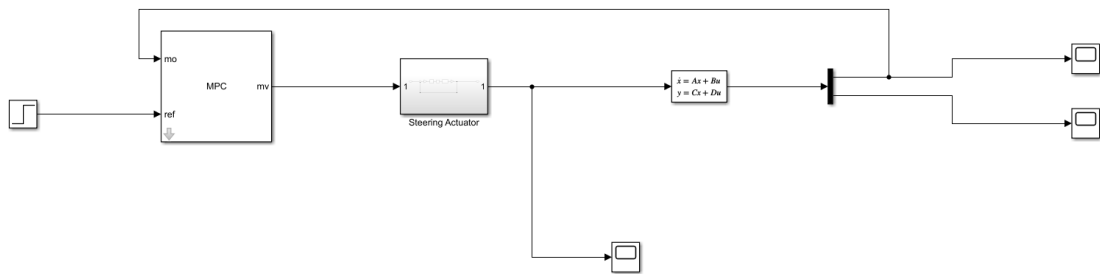 mo
MPC
mv
ref
1
1
Steering Actuator
ẋ = Ax + Bu
y = Cx + Du